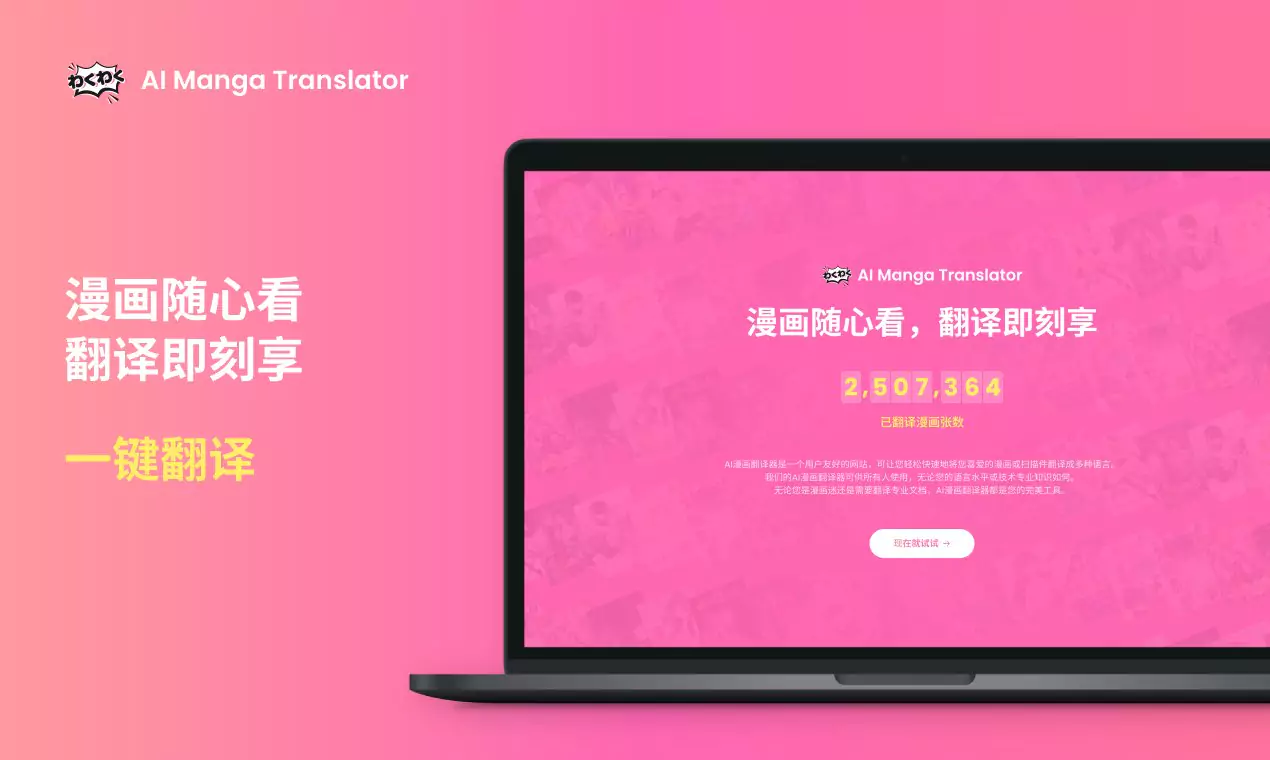 わくわく AI Manga Translator
漫画随心看
翻译即刻享
一键翻译
わくわく AI Manga Translator
漫画随心看，翻译即刻享
2,507,364
已翻译漫画张数
AI漫画翻译器是一个用户友好的网站，可让您轻松快速地将您喜爱的漫画或扫描件翻译成多种语言。
我们的AI漫画翻译器可供所有人使用，无论您的语言水平或技术专业知识如何。
无论您是漫画迷还是需要翻译专业文档，AI漫画翻译器都是您的完美工具。
现在就试试 →